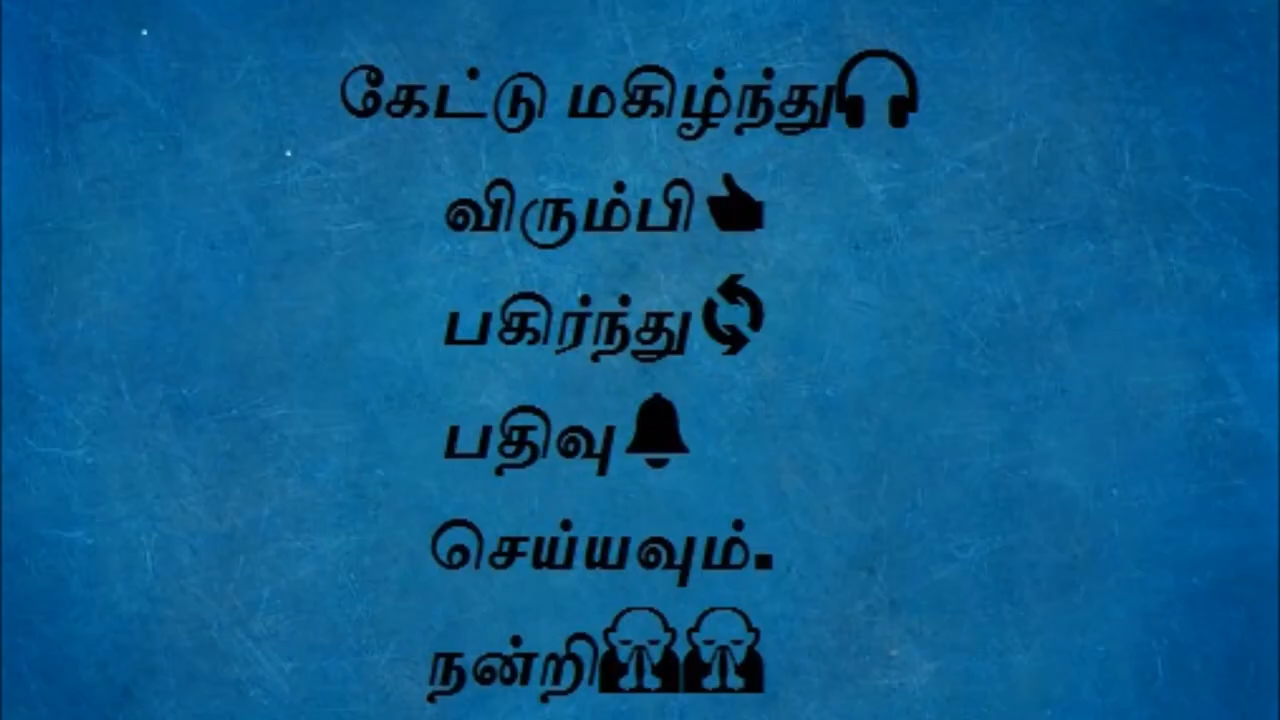 கேட்டு மகிழ்ந்து🎧
விரும்பி👍
பகிர்ந்து🔄
பதிவு🔔
செய்யவும்.
நன்றி🙏🙏